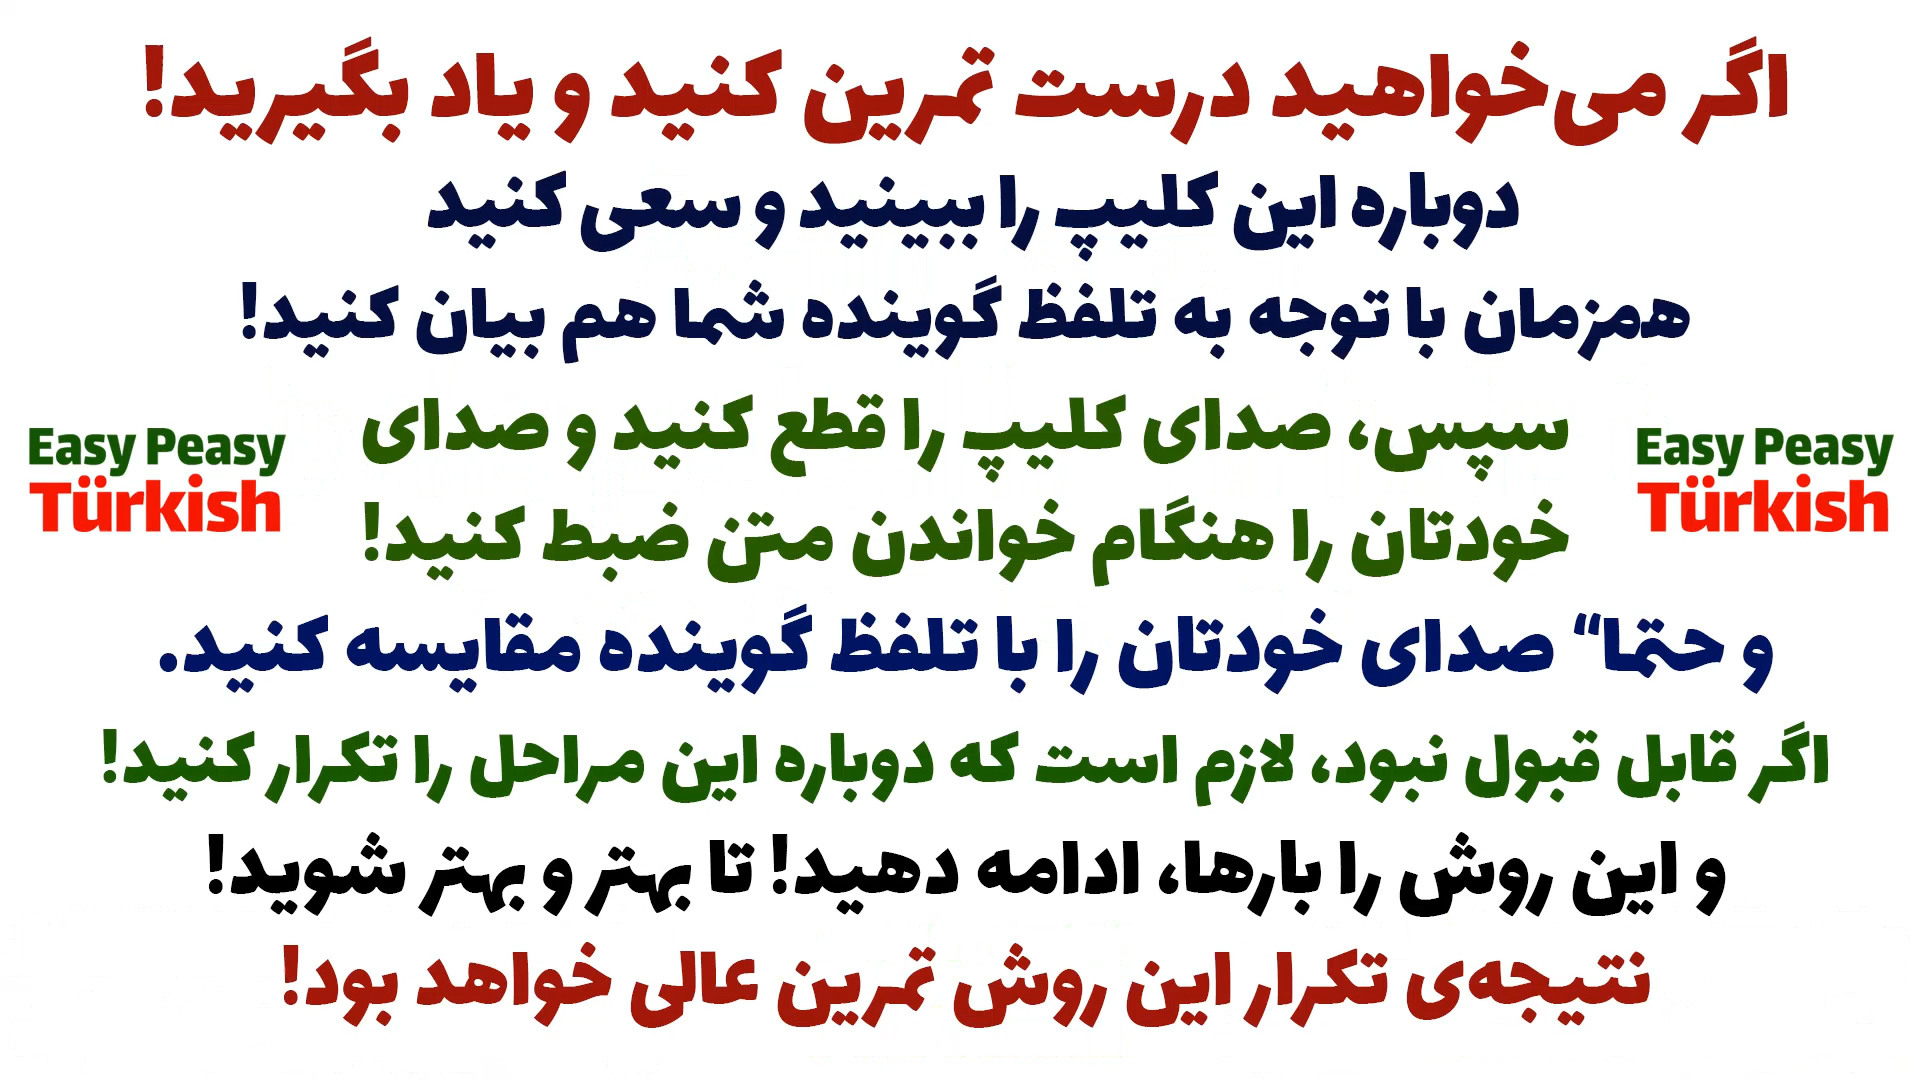 اگر می‌خواهید درست تمرین کنید و یاد بگیرید!
دوباره این کلیپ را ببینید و سعی کنید
همزمان با توجه به تلفظ گوینده شما هم بیان کنید!
سپس، صدای کلیپ را قطع کنید و صدای
خودتان را هنگام خواندن متن ضبط کنید!
Easy Peasy
Türkish
Easy Peasy
Türkish
و حتما“ صدای خودتان را با تلفظ گوینده مقایسه کنید.
اگر قابل قبول نبود، لازم است که دوباره این مراحل را تکرار کنید!
و این روش را بارها، ادامه دهید! تا بهتر و بهتر شوید!
نتیجه‌ی تکرار این روش تمرین عالی خواهد بود!